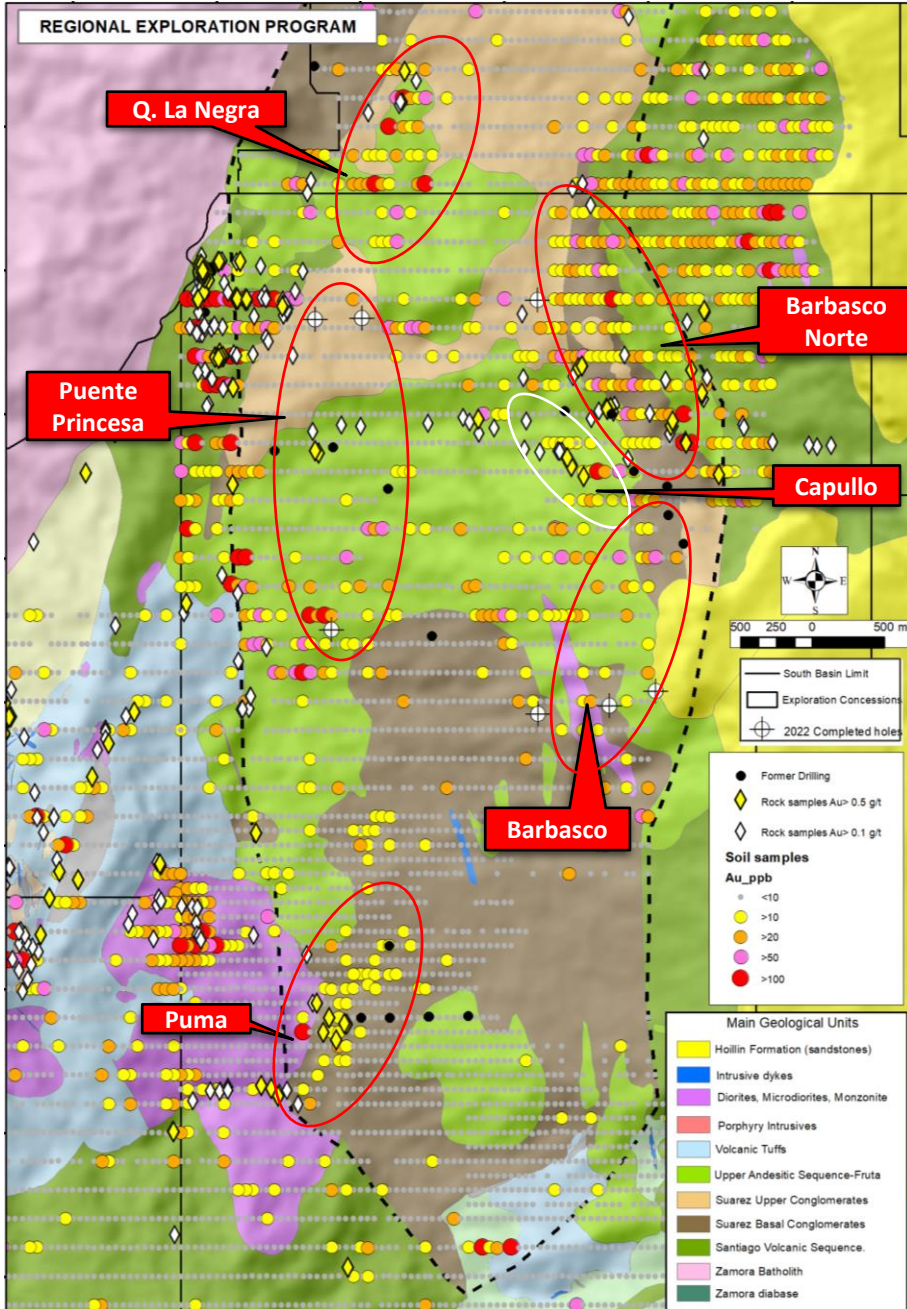 REGIONAL EXPLORATION PROGRAM
Q. La Negra
Barbasco
Norte
Puente
Princesa
Capullo
N
W E
S
500 250 0 500 m
South Basin Limit
Exploration Concessions
2022 Completed holes
Barbasco
Former Drilling
Rock samples Au> 0.5 g/t
Rock samples Au> 0.1 g/t
Soil samples
Au_ppb
<10
>10
>20
>50
>100
Puma
Main Geological Units
Hoillin Formation (sandstones)
Intrusive dykes
Diorites, Microdiorites, Monzonite
Porphyry Intrusives
Volcanic Tuffs
Upper Andesitic Sequence-Fruta
Suarez Upper Conglomerates
Suarez Basal Conglomerates
Santiago Volcanic Sequence.
Zamora Batholith
Zamora diabase